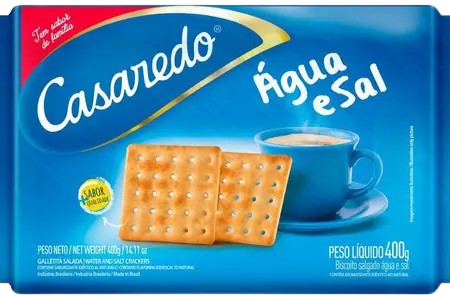 Tem sabor
de família
Casaredo
Água
e Sal
SABOR
QUALIDADE
PESO NETO / NET WEIGHT 400g / 14.11 oz
GALLETITA SALADA | WATER AND SALT CRACKERS
Indústria Brasileira / Industria Brasileña / Made in Brazil
PESO LÍQUIDO 400g
Biscoito salgado água e sal